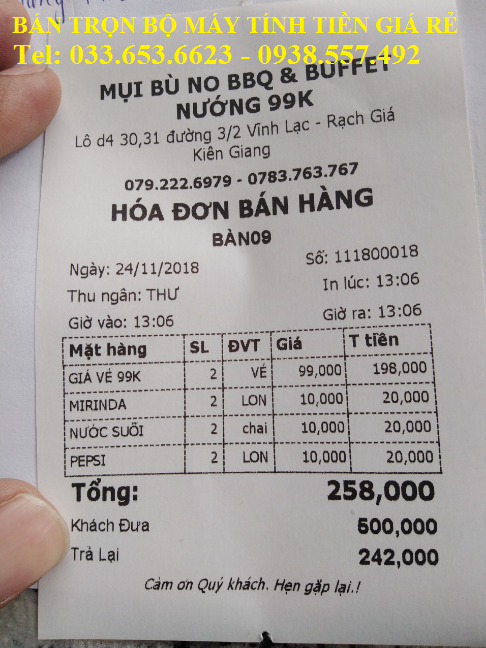 BÁN TRỌN BỘ MÁY TÍNH TIỀN GIÁ RẺ
Tel: 033.653.6623 - 0938.557.492
MỤI BÙ NO BBQ & BUFFET
NƯỚNG 99K
Lô d4 30,31 đường 3/2 Vĩnh Lạc - Rạch Giá
Kiên Giang
079.222.6979 - 0783.763.767
HÓA ĐƠN BÁN HÀNG
BÀN09
Ngày: 24/11/2018 Số: 111800018
Thu ngân: THƯ In lúc: 13:06
Giờ vào: 13:06 Giờ ra: 13:06
Mặt hàng SL ĐVT Giá T tiền
GIÁ VÉ 99K 2 VÉ 99,000 198,000
MIRINDA 2 LON 10,000 20,000
NƯỚC SUỐI 2 chai 10,000 20,000
PEPSI 2 LON 10,000 20,000
Tổng: 258,000
Khách Đưa 500,000
Trả Lại 242,000
Cảm ơn Quý khách. Hẹn gặp lại.!